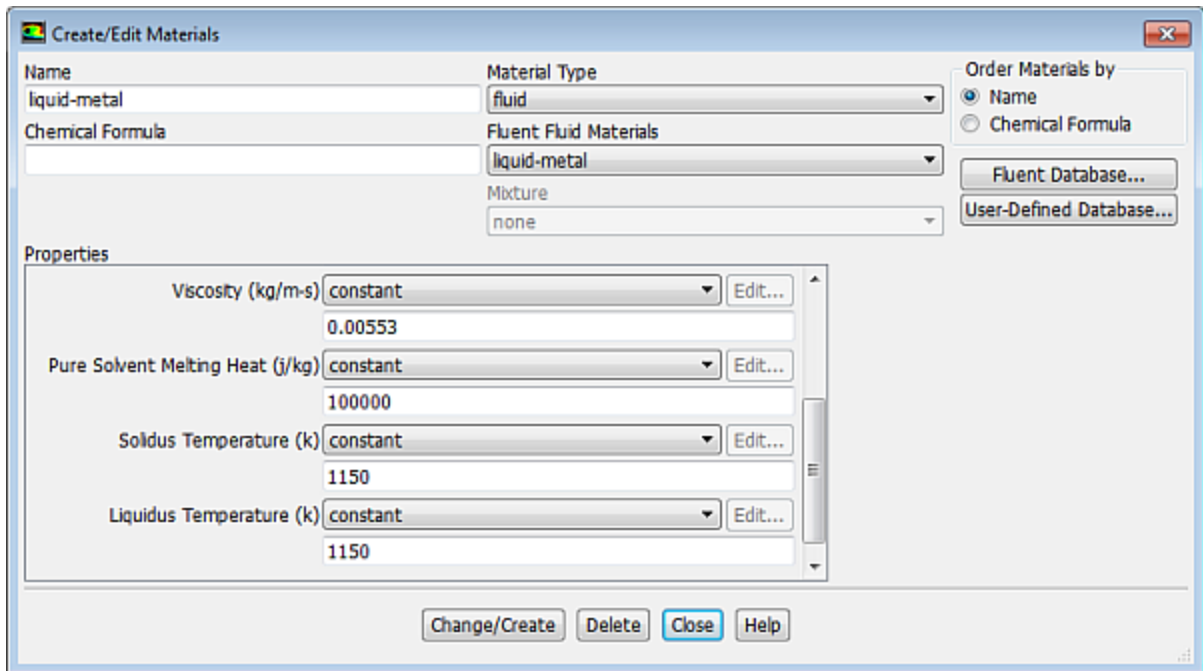 Create/Edit Materials
Name
liquid-metal
Chemical Formula
Material Type
fluid
Fluent Fluid Materials
liquid-metal
Mixture
none
Order Materials by
Name
Chemical Formula
Fluent Database...
User-Defined Database...
Properties
Viscosity (kg/m-s) constant Edit...
0.00553
Pure Solvent Melting Heat (j/kg) constant Edit...
100000
Solidus Temperature (k) constant Edit...
1150
Liquidus Temperature (k) constant Edit...
1150
Change/Create Delete Close Help